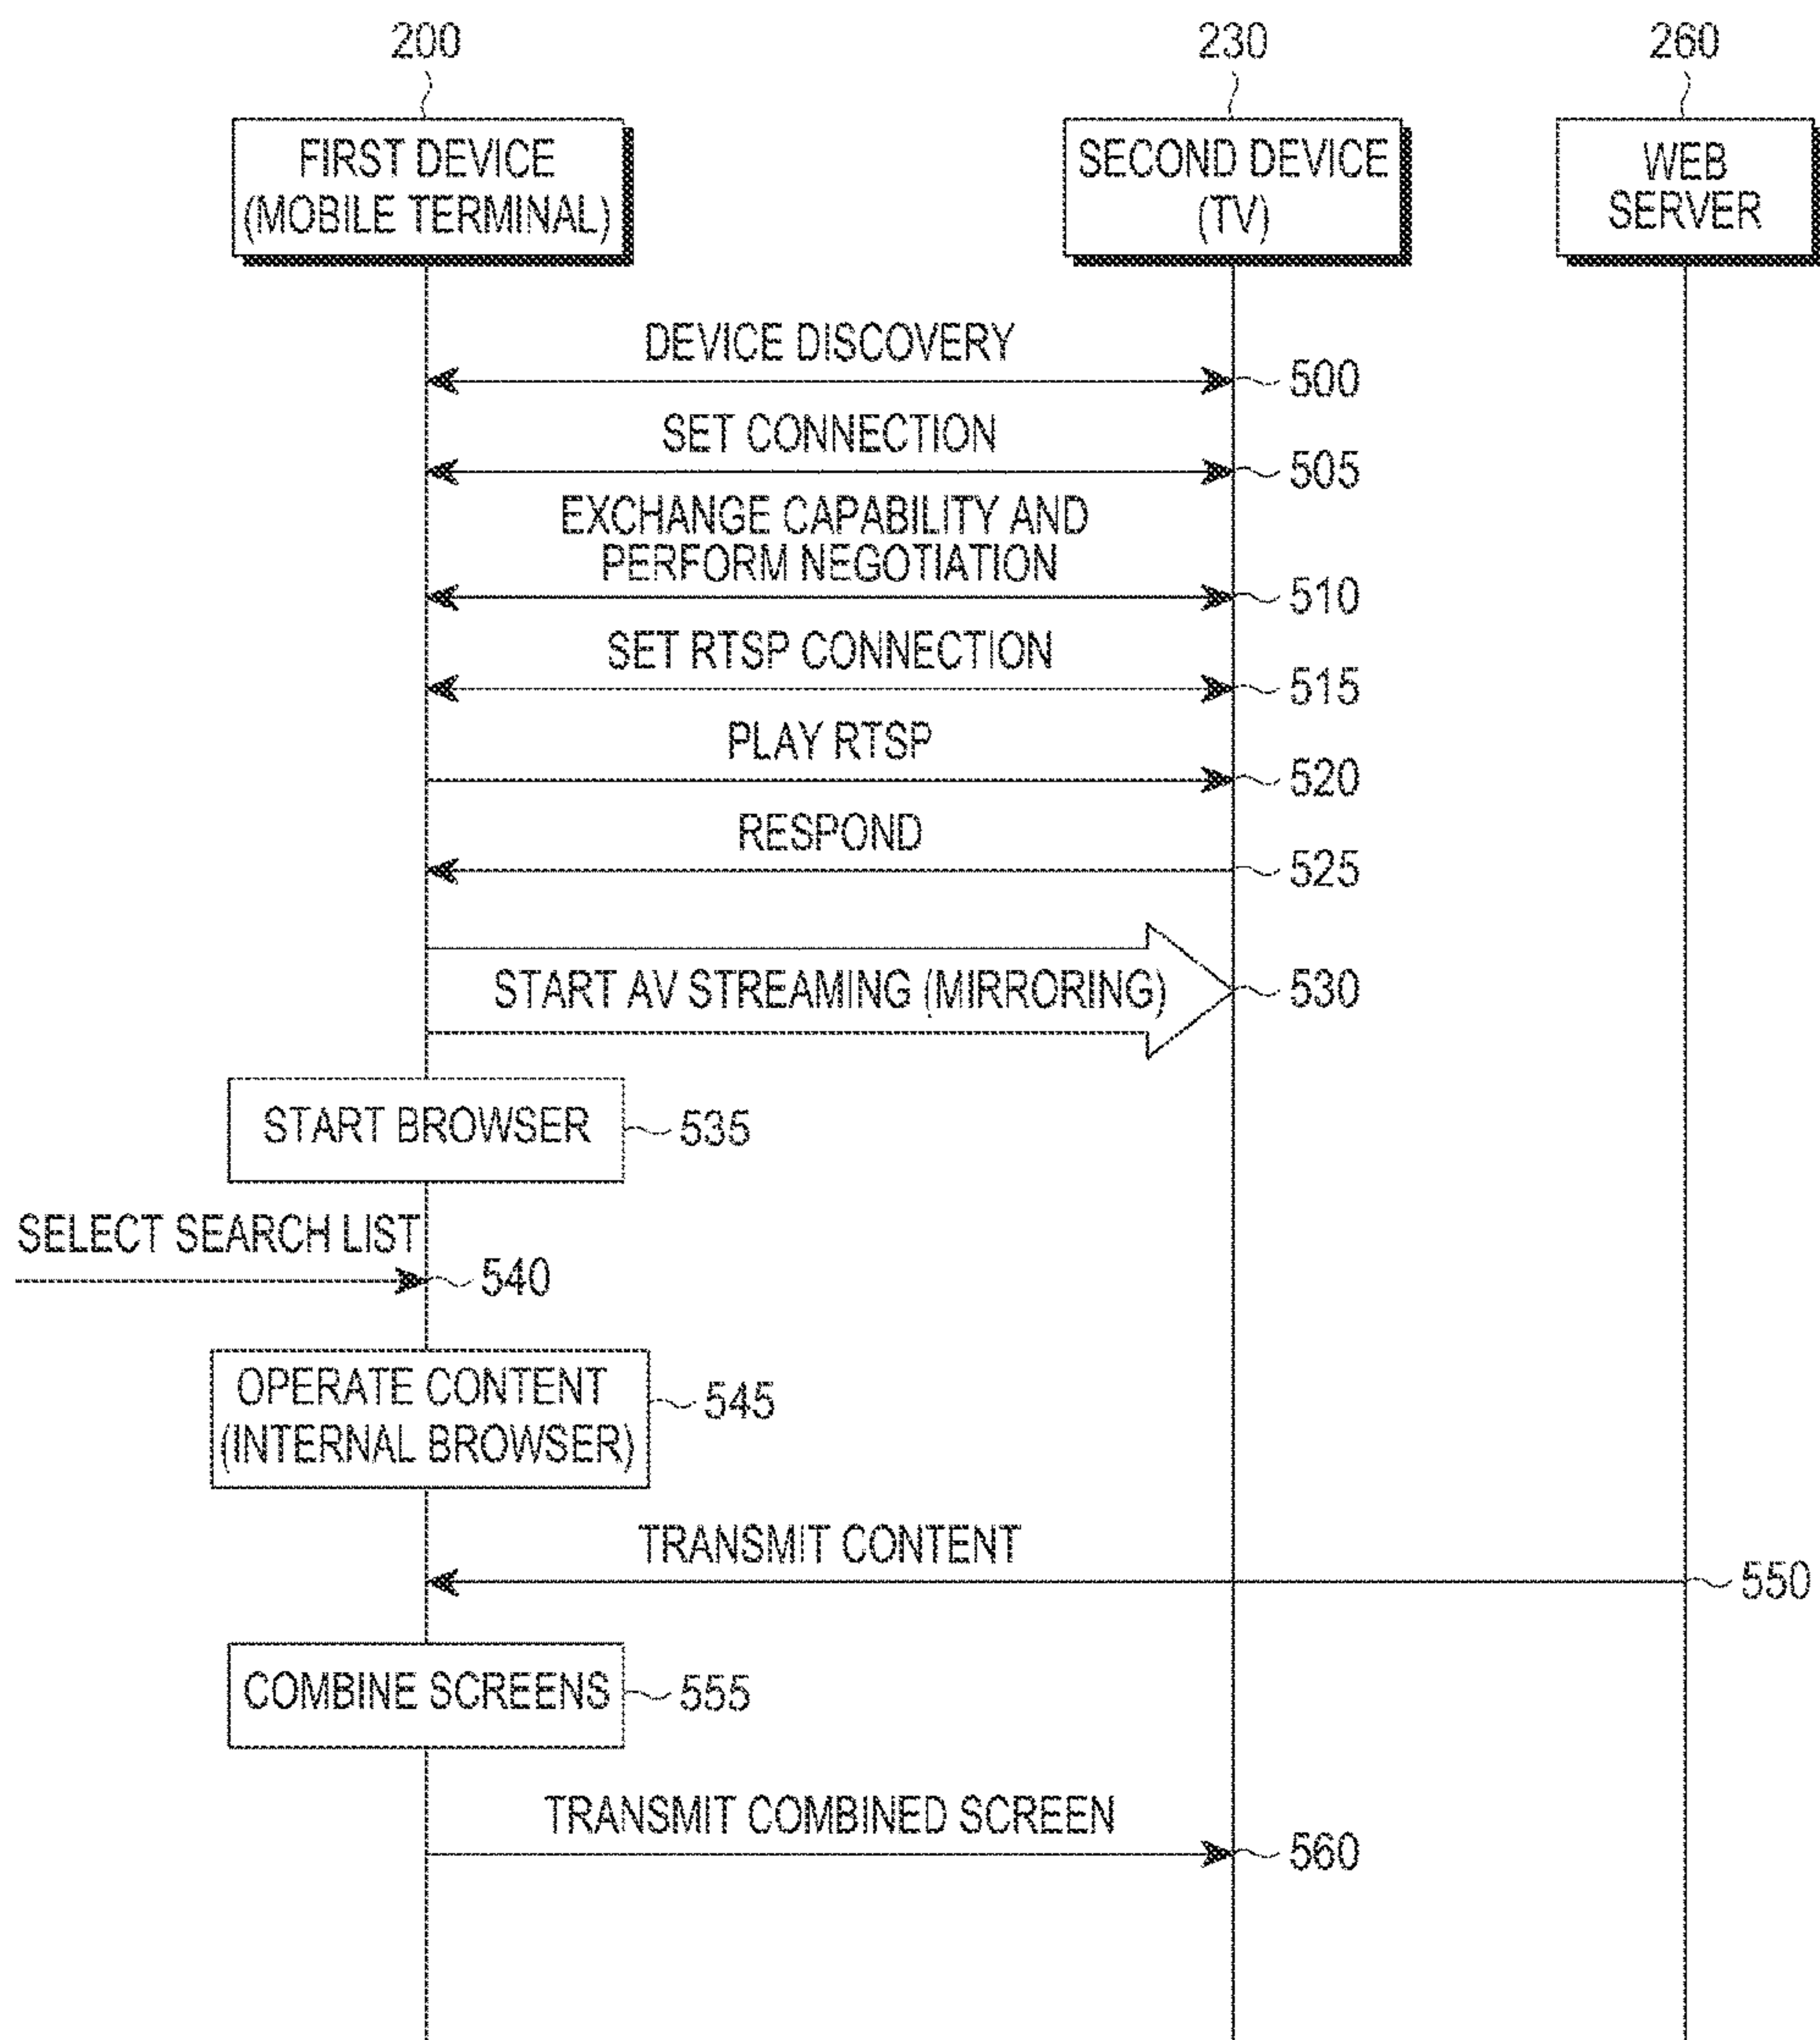 200
230
260
FIRST DEVICE
(MOBILE TERMINAL)
SECOND DEVICE
(TV)
WEB
SERVER
DEVICE DISCOVERY
500
SET CONNECTION
505
EXCHANGE CAPABILITY AND
PERFORM NEGOTIATION
510
SET RTSP CONNECTION
515
PLAY RTSP
520
RESPOND
525
START AV STREAMING (MIRRORING)
530
START BROWSER
535
SELECT SEARCH LIST
540
OPERATE CONTENT
(INTERNAL BROWSER)
545
TRANSMIT CONTENT
550
COMBINE SCREENS
555
TRANSMIT COMBINED SCREEN
560